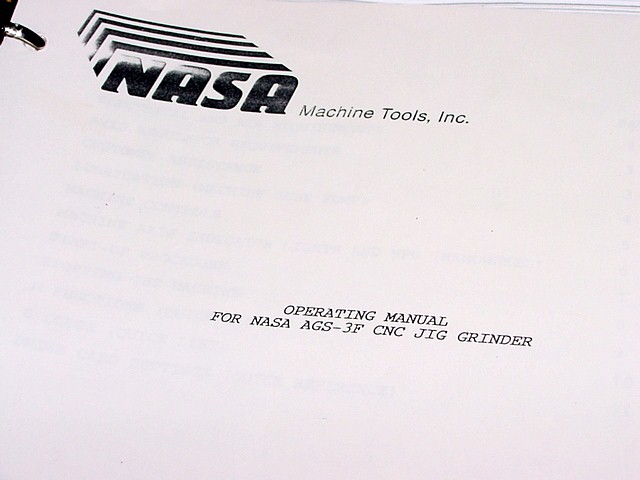 NASA Machine Tools, Inc.
OPERATING MANUAL
FOR NASA AGS-3F CNC JIG GRINDER